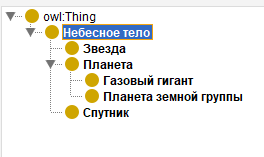 owl:Thing
Небесное тело
Звезда
Планета
Газовый гигант
Планета земной группы
Спутник